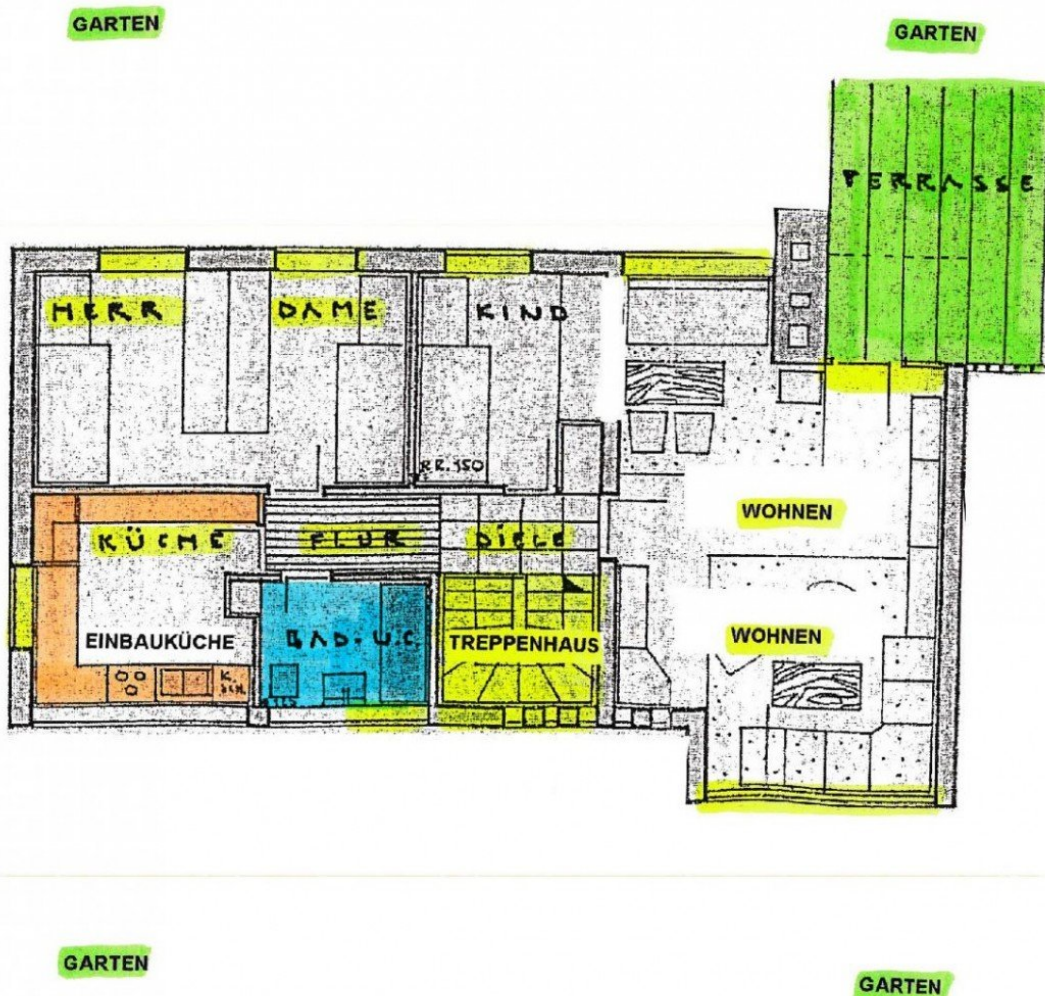 GARTEN
GARTEN
TERRASSE
HERR
DAME
KIND
WOHNEN
KÜCHE
FLUR
DIELE
EINBAUKÜCHE
BAD-W.C.
TREPPENHAUS
WOHNEN
GARTEN
GARTEN